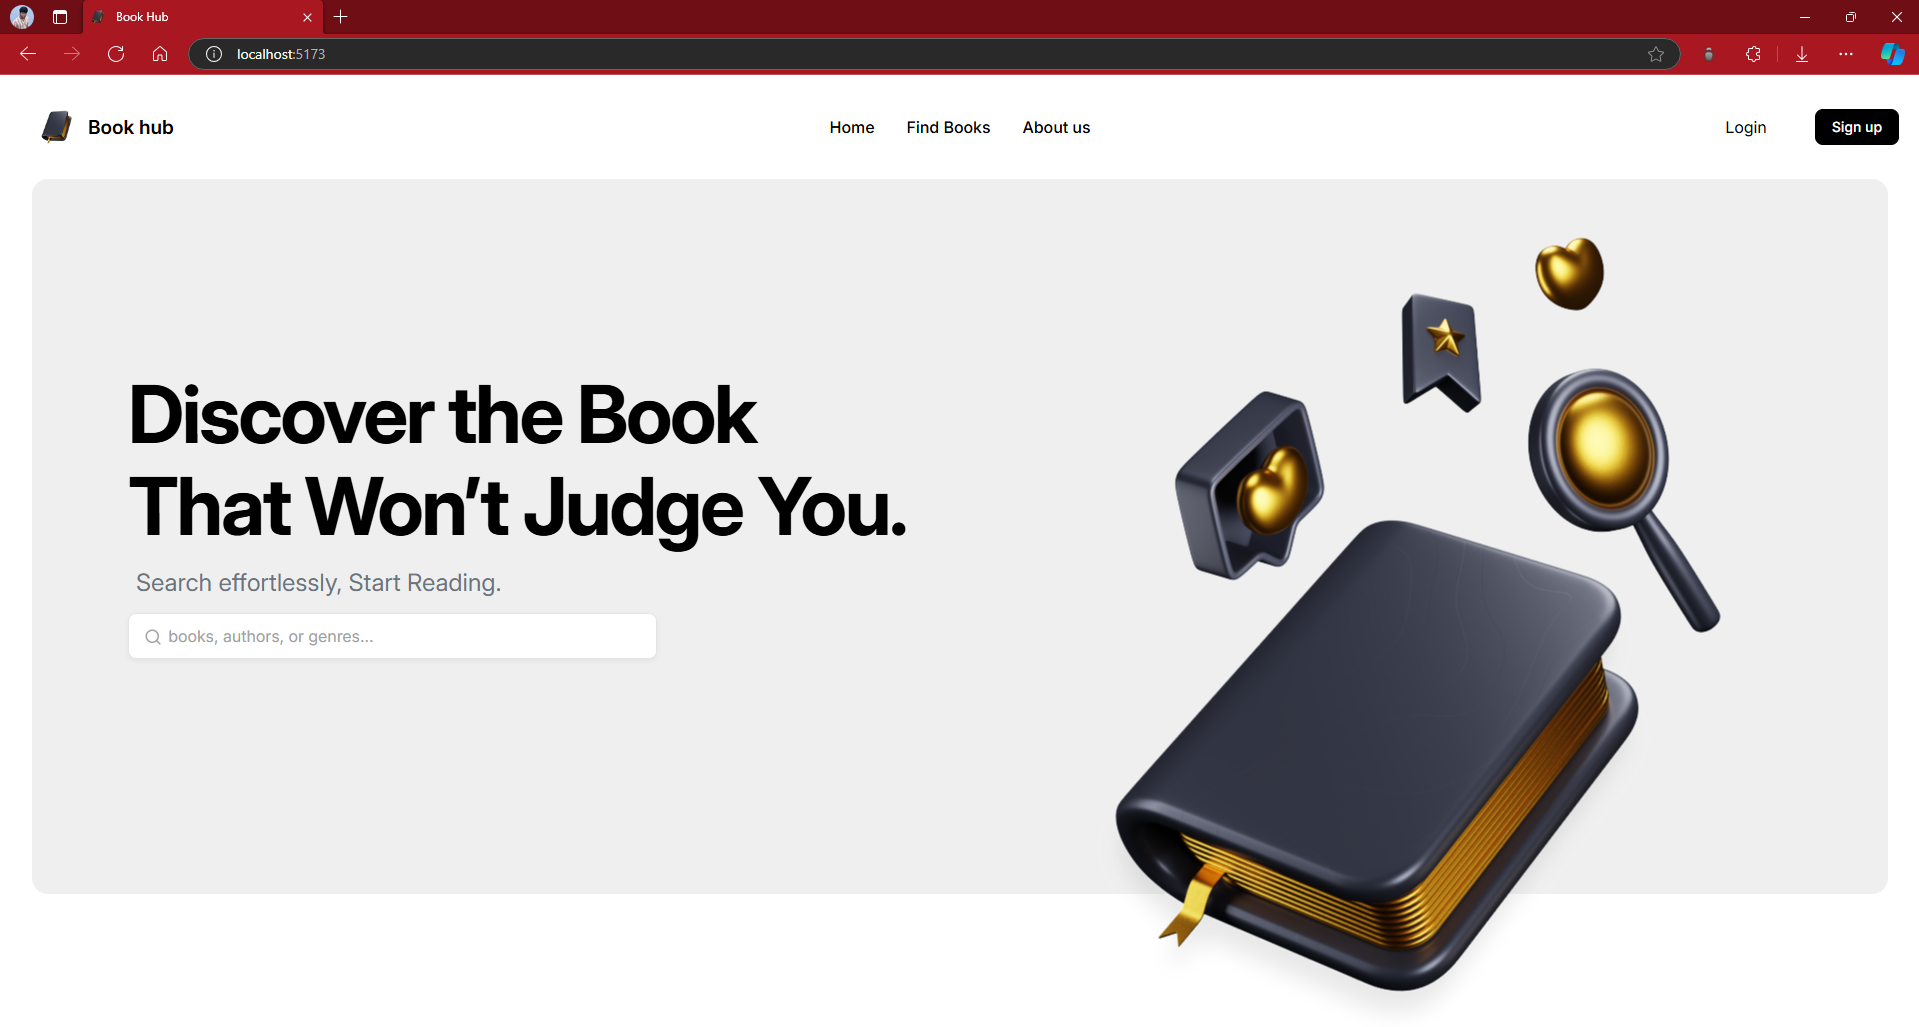 Book Hub
localhost:5173
Book hub
Home
Find Books
About us
Login
Sign up
Discover the Book
That Won't Judge You.
Search effortlessly, Start Reading.
books, authors, or genres...